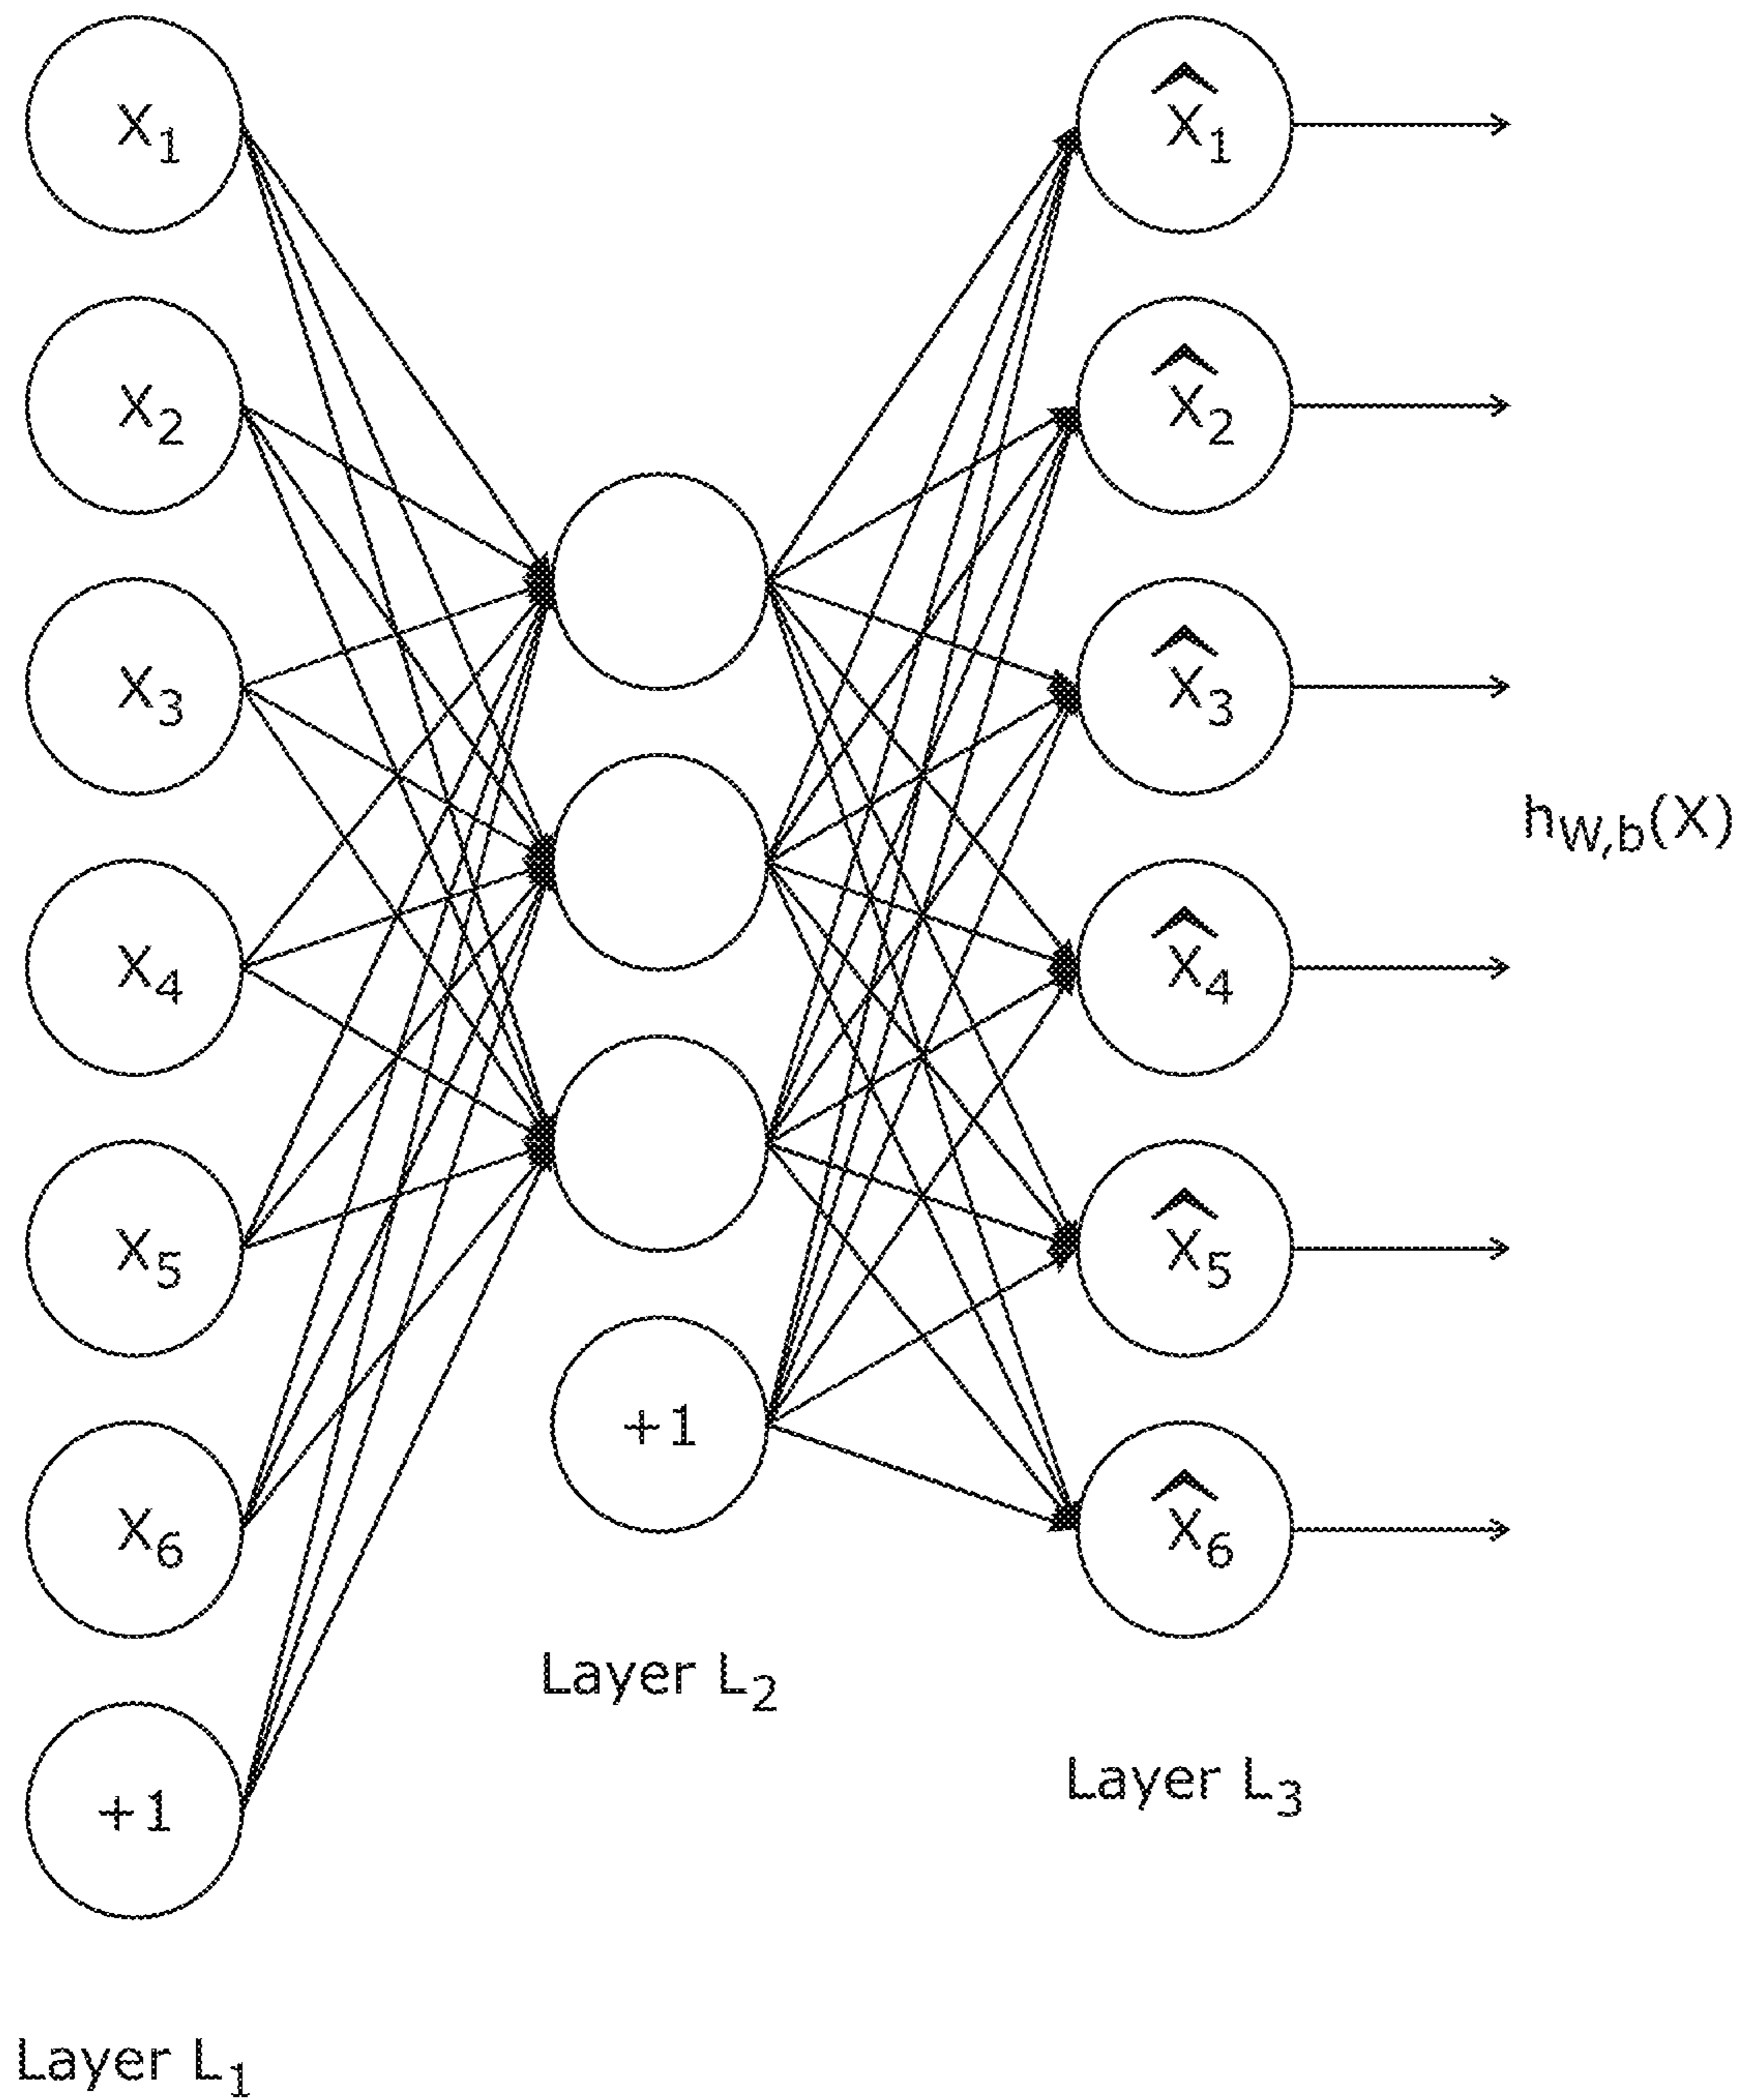 X₁
X₂
X₃
X₄
X₅
X₆
+1
Layer L₁
+1
Layer L₂
X̂₁
X̂₂
X̂₃
X̂₄
X̂₅
X̂₆
Layer L₃
h_W,b(X)